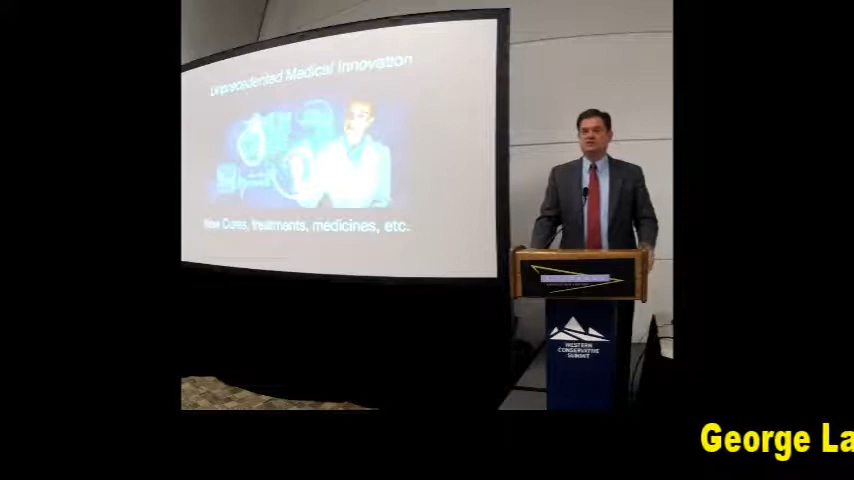 Unprecedented Medical Innovation
New Cures, treatments, medicines, etc.
WESTERN
CONSERVATIVE
SUMMIT
George La